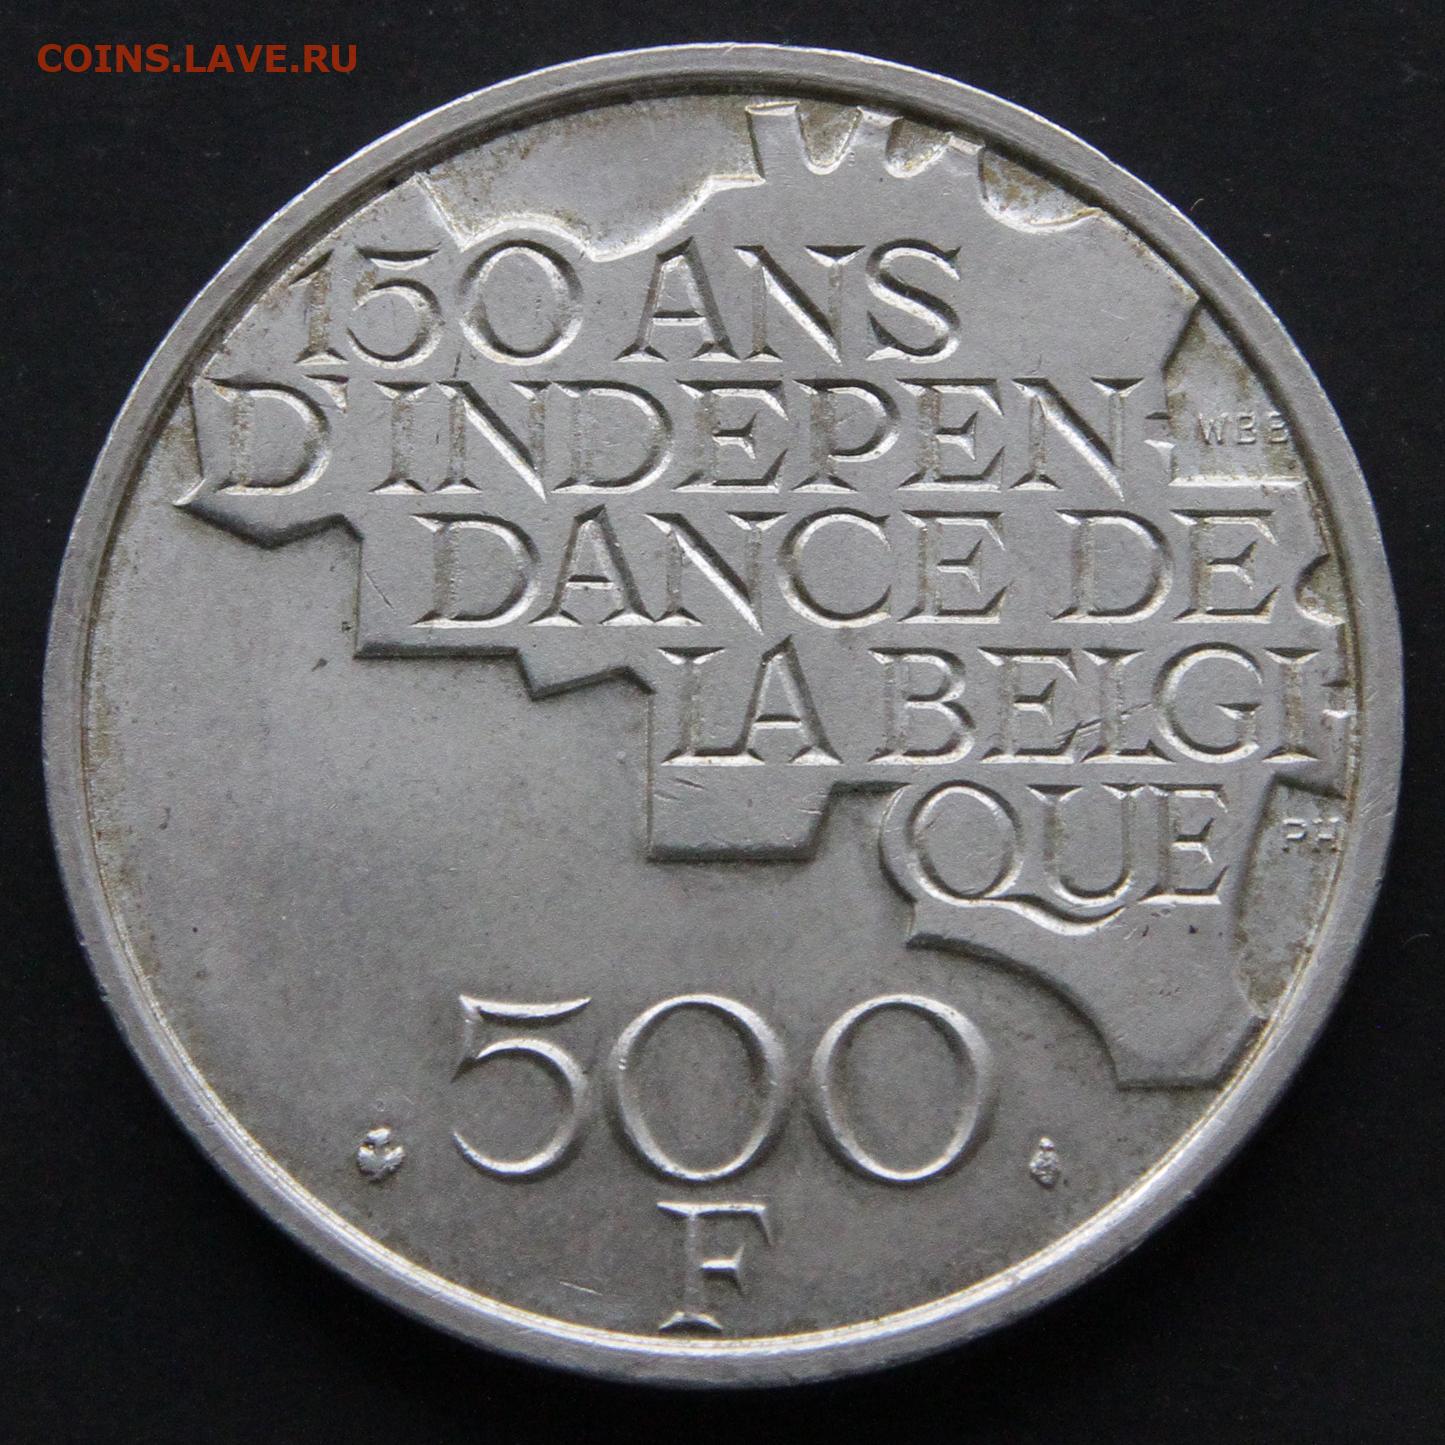 COINS.LAVE.RU
150 ANS
D'INDEPEN
WBB
DANCE DE
LA BELGI
QUE
PH
500
F